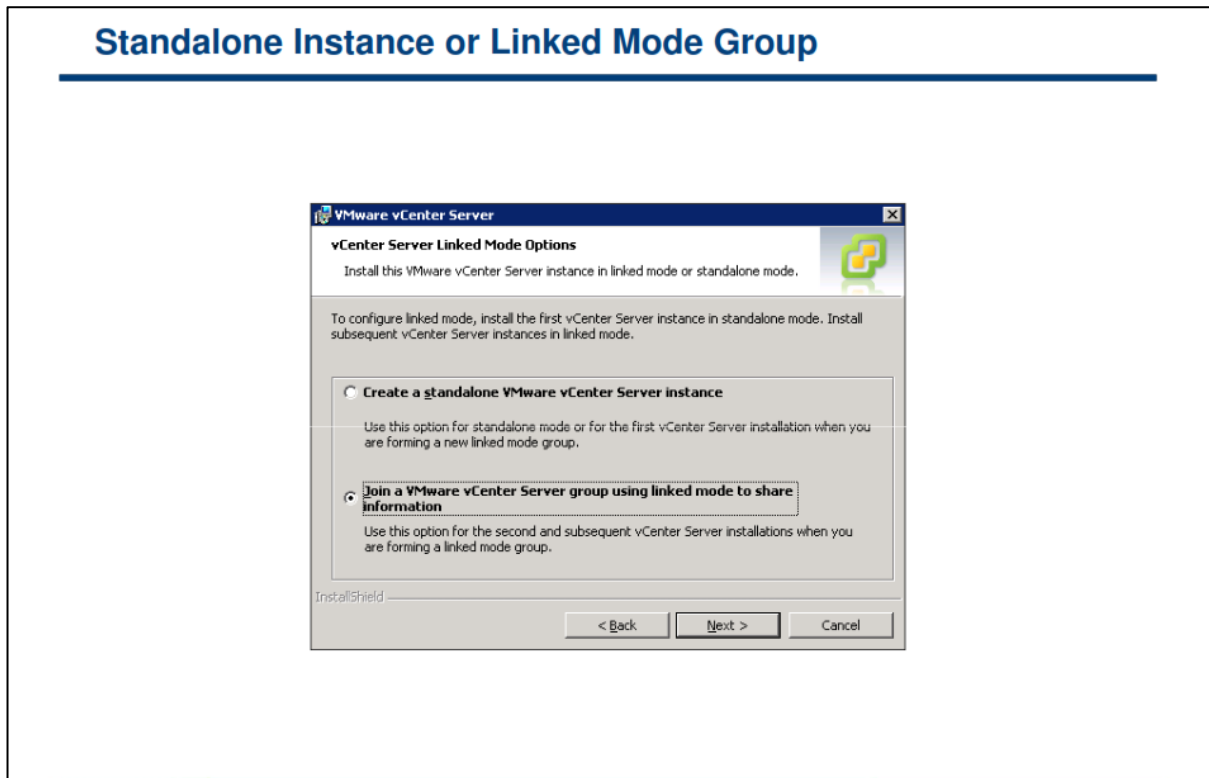 Standalone Instance or Linked Mode Group
VMware vCenter Server
vCenter Server Linked Mode Options
Install this VMware vCenter Server instance in linked mode or standalone mode.
To configure linked mode, install the first vCenter Server instance in standalone mode. Install
subsequent vCenter Server instances in linked mode.
Create a standalone VMware vCenter Server instance
Use this option for standalone mode or for the first vCenter Server installation when you
are forming a new linked mode group.
Join a VMware vCenter Server group using linked mode to share
information
Use this option for the second and subsequent vCenter Server installations when you
are forming a linked mode group.
InstallShield
< Back Next > Cancel